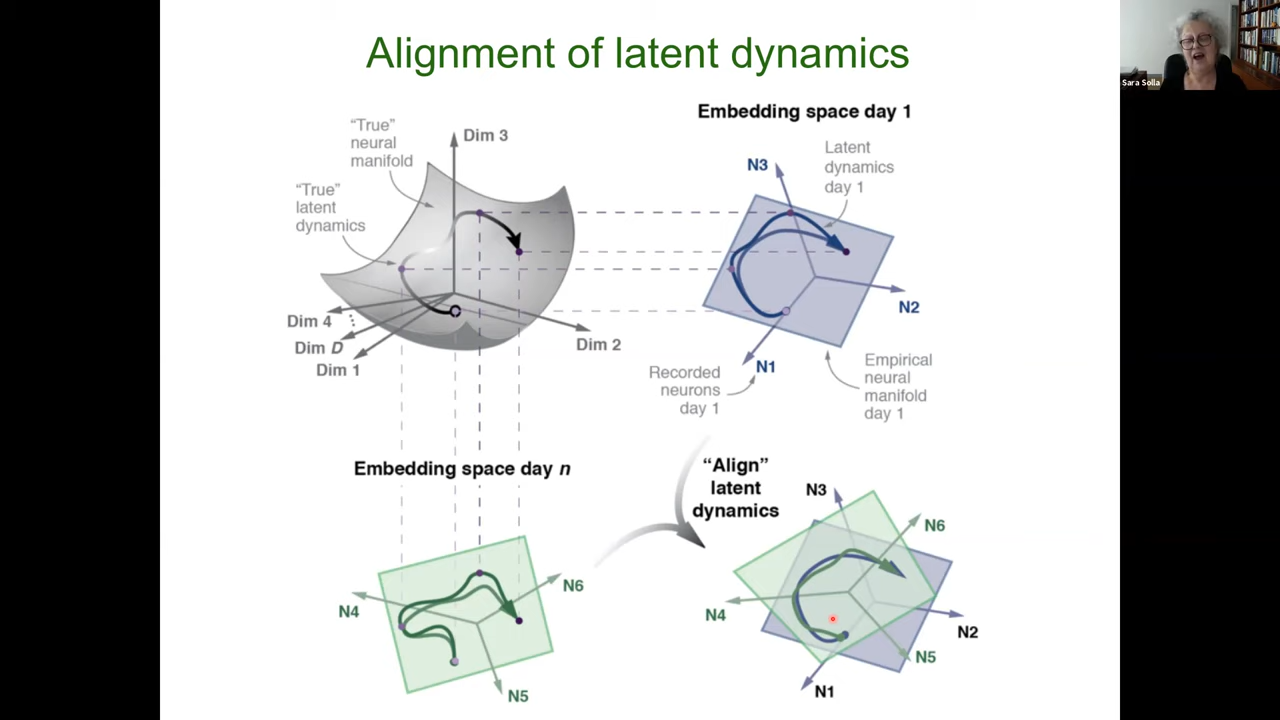 Alignment of latent dynamics
Sara Solla
Embedding space day 1
"True"
neural
manifold
Dim 3
"True"
latent
dynamics
Dim 4
Dim D
Dim 1
Dim 2
Latent
dynamics
day 1
N3
N2
N1
Recorded
neurons
day 1
Empirical
neural
manifold
day 1
Embedding space day n
N4
N6
N5
“Align”
latent
dynamics
N3
N6
N4
N2
N5
N1